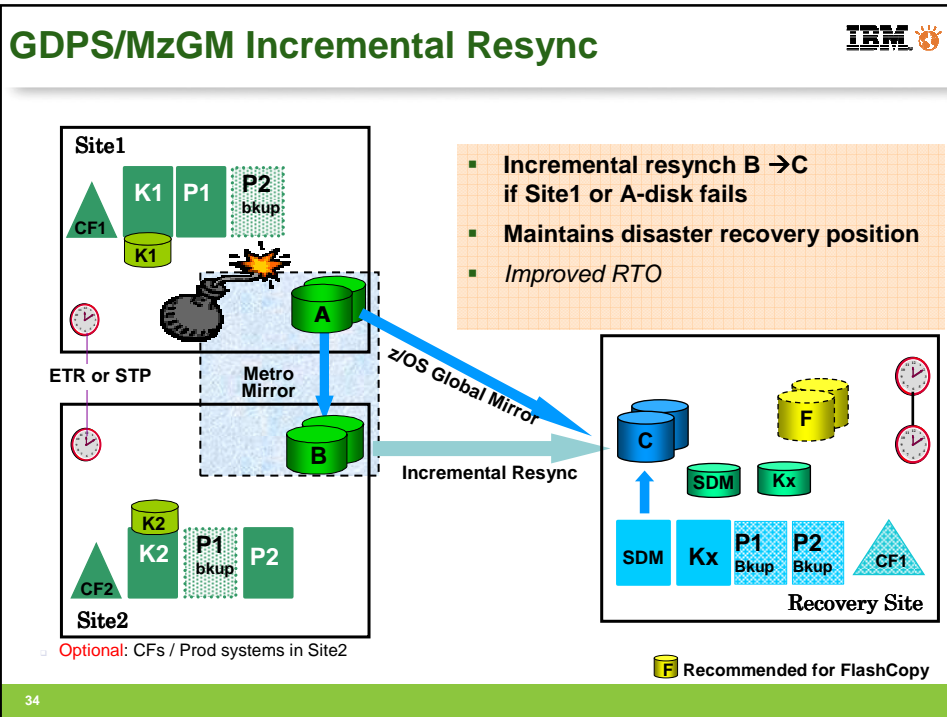 GDPS/MzGM Incremental Resync
IBM
Site1
K1
P1
P2
bkup
CF1
K1
A
ETR or STP
Metro
Mirror
z/OS Global Mirror
B
Incremental Resync
K2
K2
P1
bkup
P2
CF2
Site2
Optional: CFs / Prod systems in Site2
▪ Incremental resynch B →C
if Site1 or A-disk fails
▪ Maintains disaster recovery position
▪ Improved RTO
C
F
SDM
Kx
SDM
Kx
P1
Bkup
P2
Bkup
CF1
Recovery Site
F Recommended for FlashCopy
34